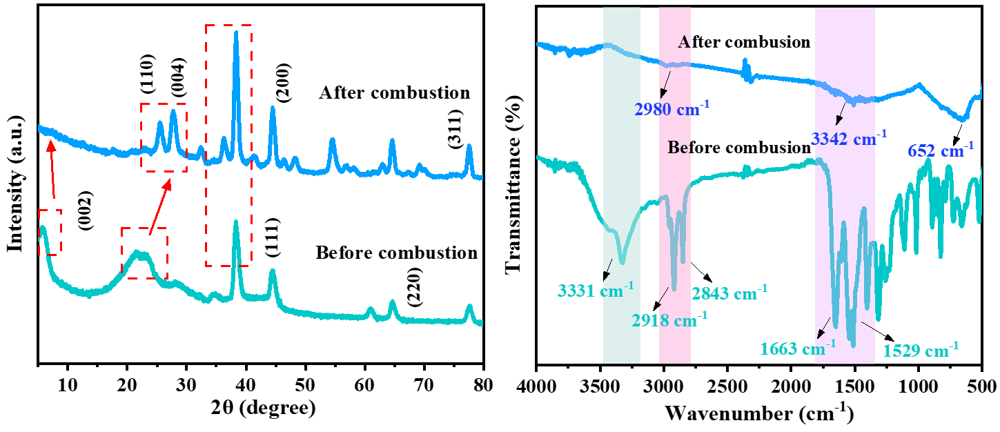 (110)
(004)
(200)
After combustion
(311)
(002)
(111)
Before combustion
(220)
Intensity (a.u.)
10
20
30
40
50
60
70
80
2θ (degree)
After combusion
2980 cm-1
3342 cm-1
652 cm-1
Before combusion
3331 cm-1
2843 cm-1
2918 cm-1
1663 cm-1
1529 cm-1
Transmittance (%)
4000
3500
3000
2500
2000
1500
1000
500
Wavenumber (cm-1)